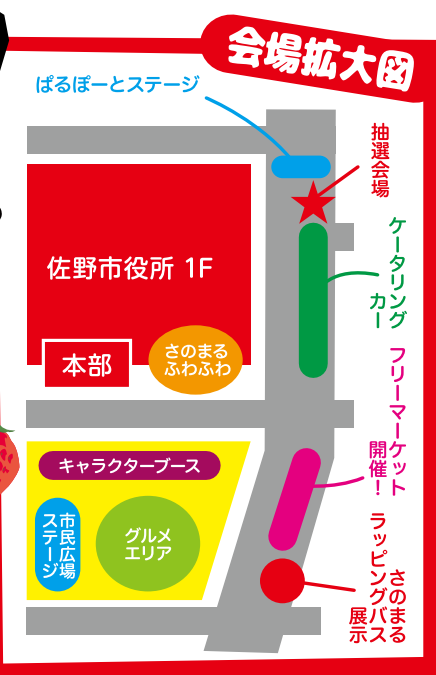 会場拡大図
ぱるぽーとステージ
抽選会場
ケータリング
カー
佐野市役所 1F
本部
さのまる
ふわふわ
フリーマーケット
開催！
キャラクターブース
市民広場
ステージ
グルメ
エリア
さのまる
ラッピングバス
展示